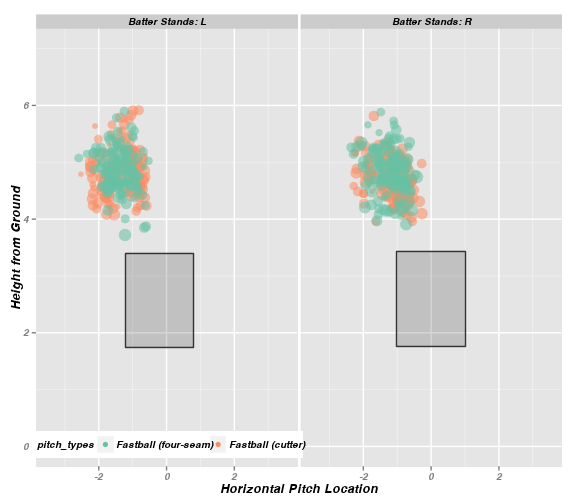 Batter Stands: L
Batter Stands: R
Height from Ground
6
4
2
0
pitch_types Fastball (four-seam) Fastball (cutter)
-2 0 2 -2 0 2
Horizontal Pitch Location